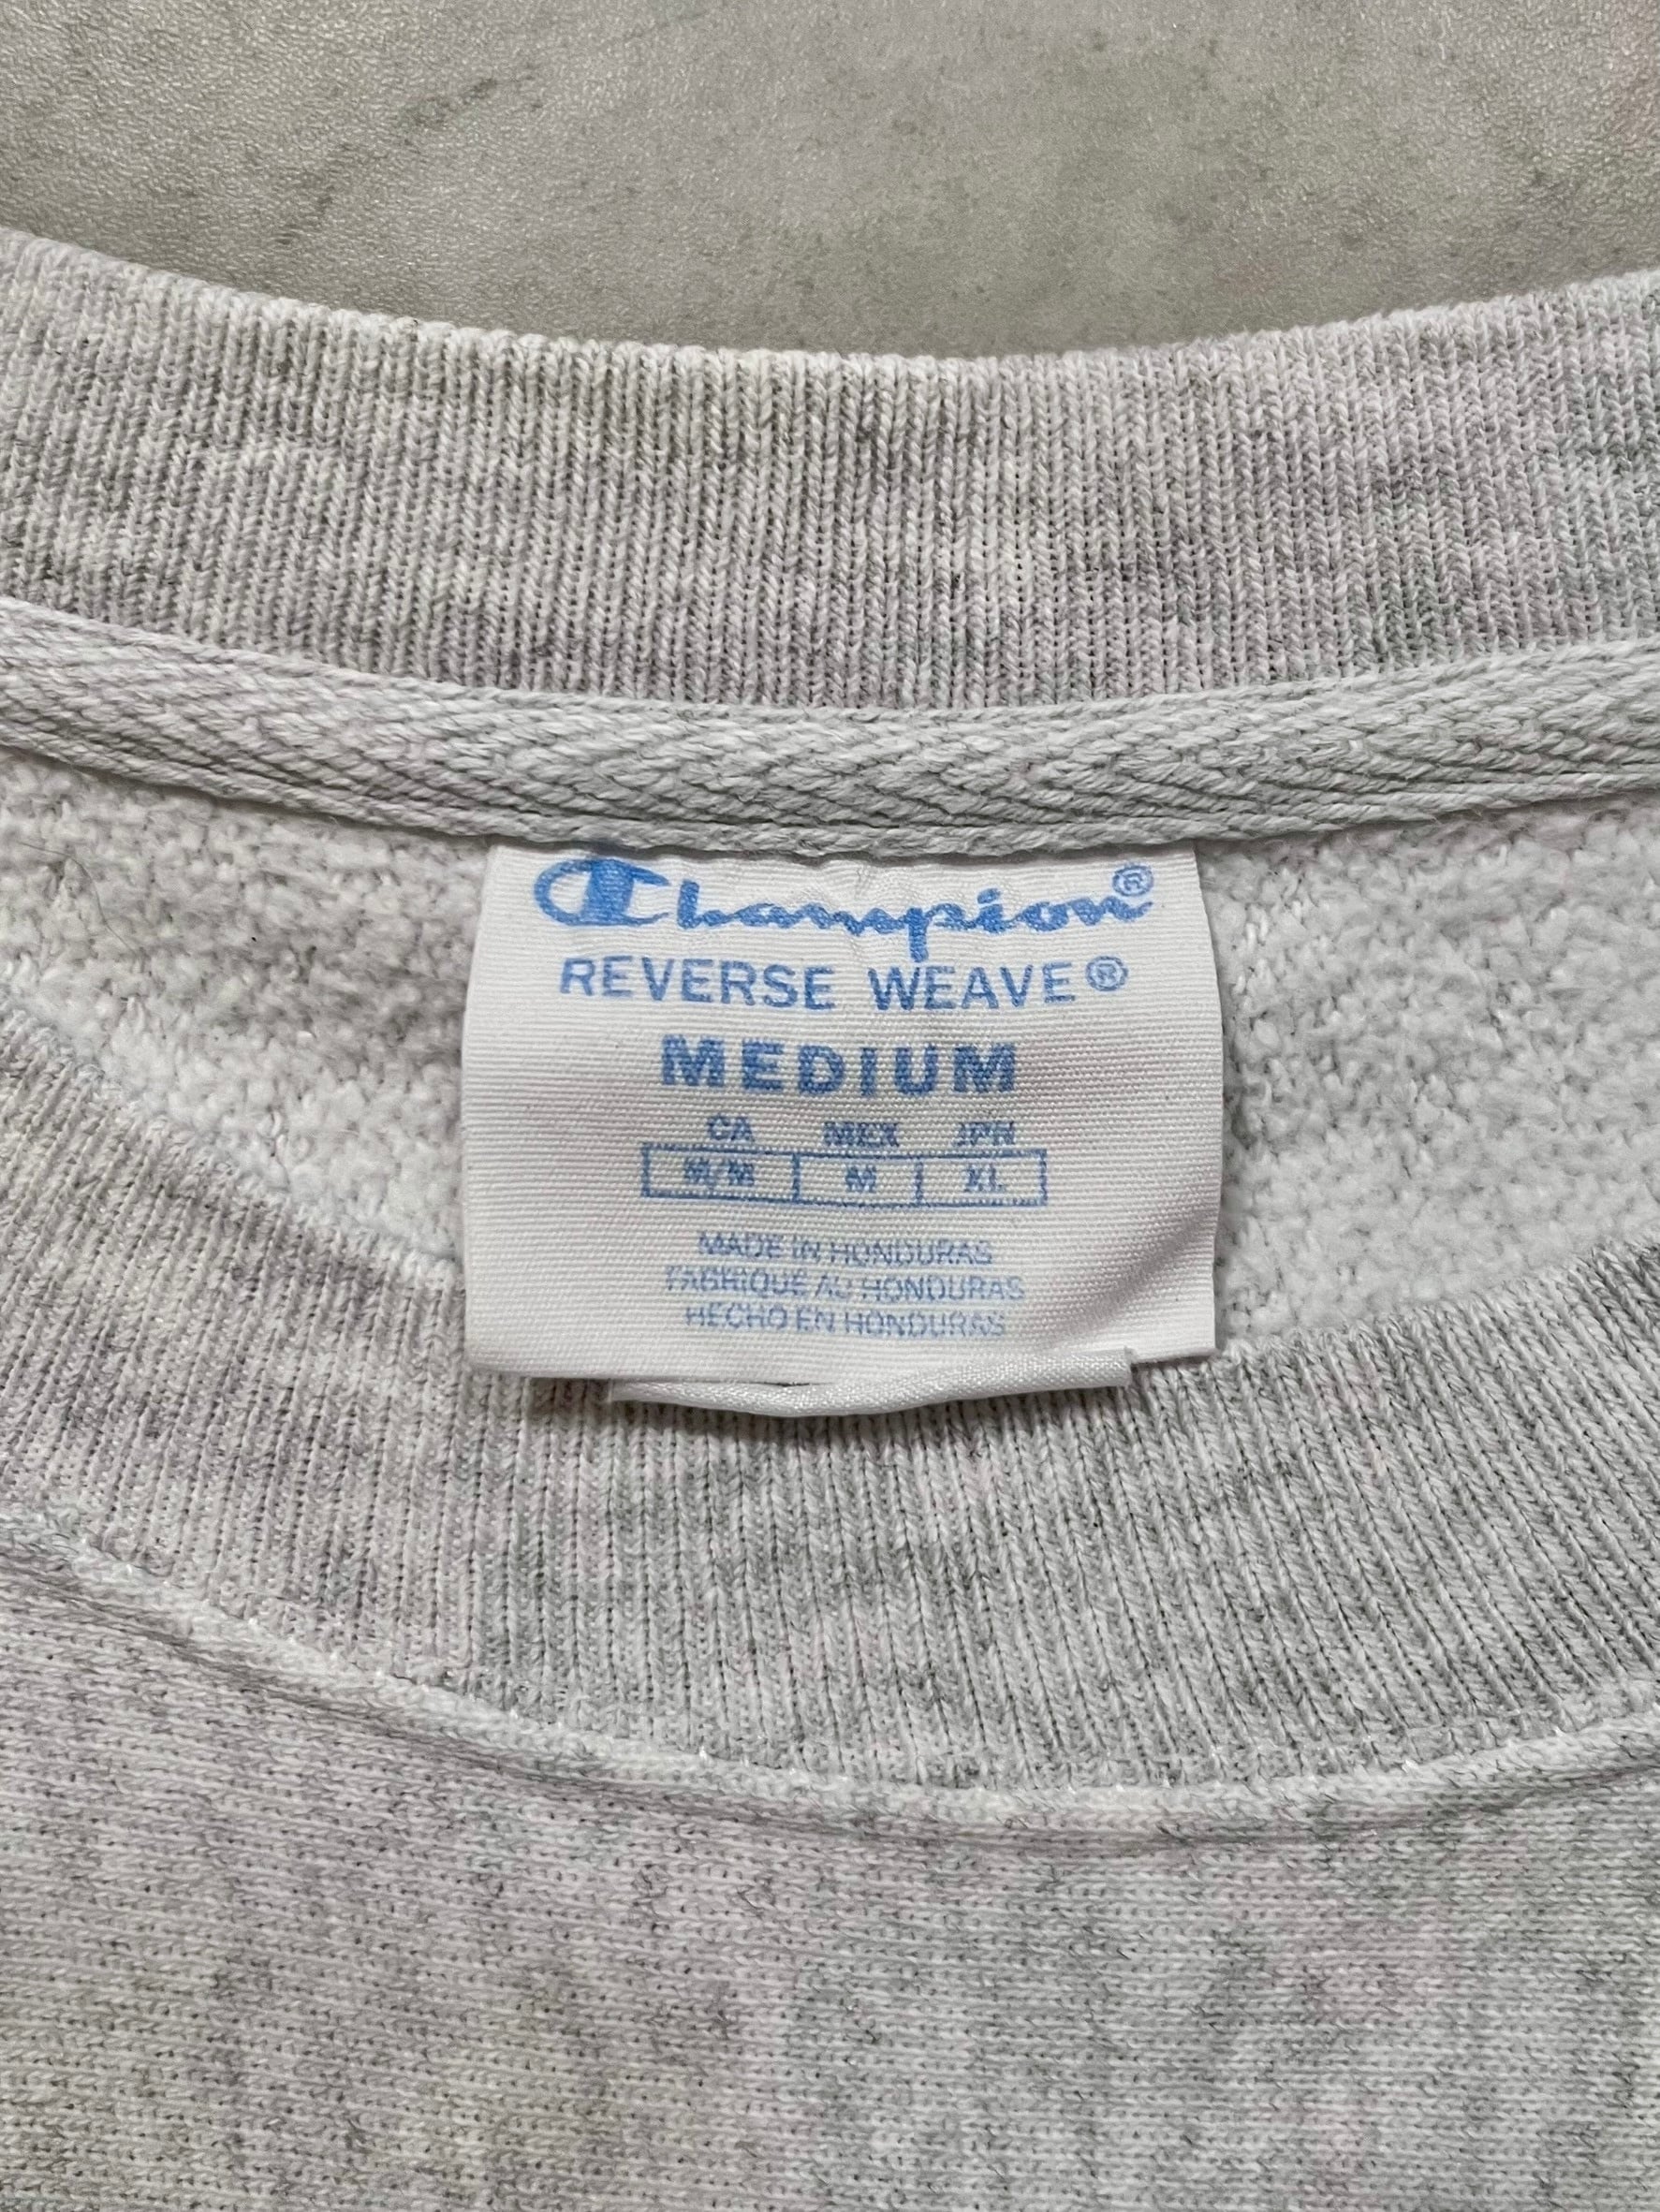 Champion®
REVERSE WEAVE®
MEDIUM
CA MEX JPN
M/M M XL
MADE IN HONDURAS
FABRIQUÉ AU HONDURAS
HECHO EN HONDURAS